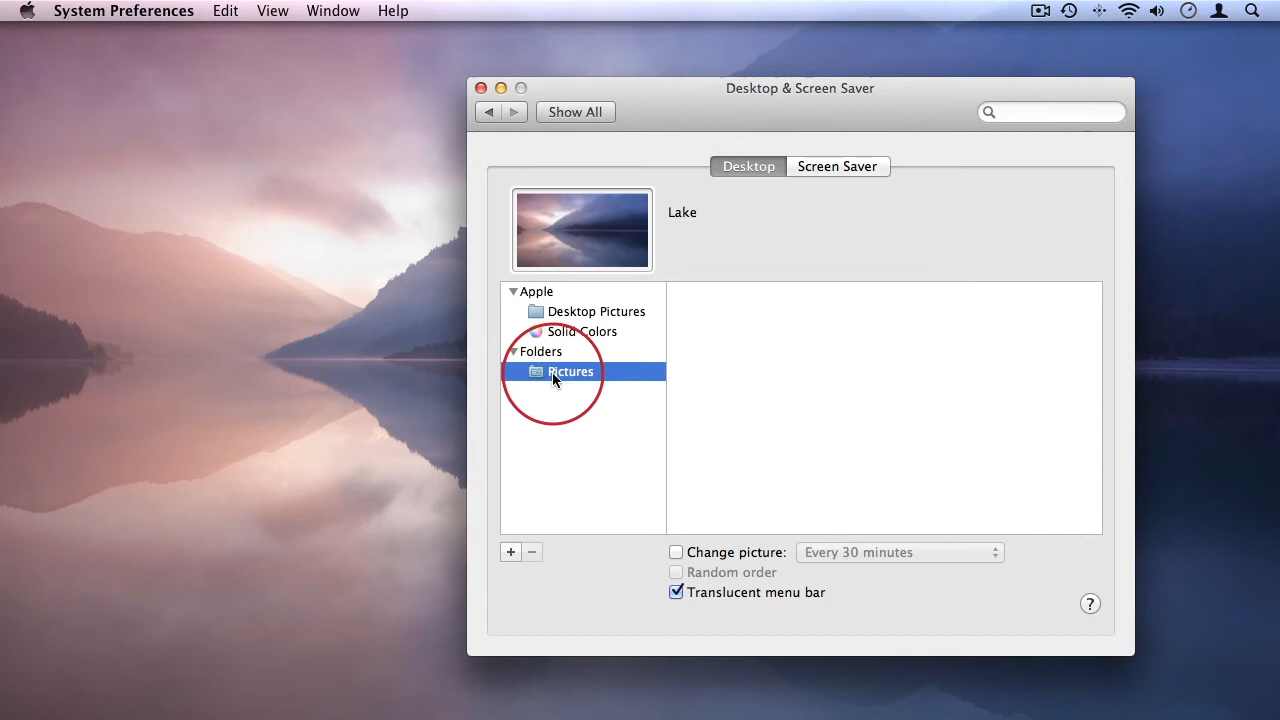 System Preferences Edit View Window Help
Desktop & Screen Saver
Show All
Desktop Screen Saver
Lake
Apple
Desktop Pictures
Solid Colors
Folders
Pictures
+ − Change picture: Every 30 minutes
Random order
Translucent menu bar
?